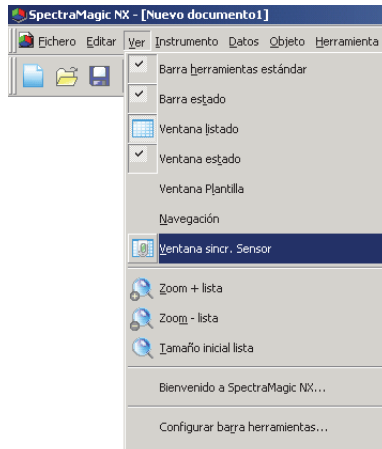 SpectraMagic NX - [Nuevo documento1]
Fichero Editar Ver Instrumento Datos Objeto Herramienta
Barra herramientas estándar
Barra estado
Ventana listado
Ventana estado
Ventana Plantilla
Navegación
Ventana sincr. Sensor
Zoom + lista
Zoom - lista
Tamaño inicial lista
Bienvenido a SpectraMagic NX...
Configurar barra herramientas...